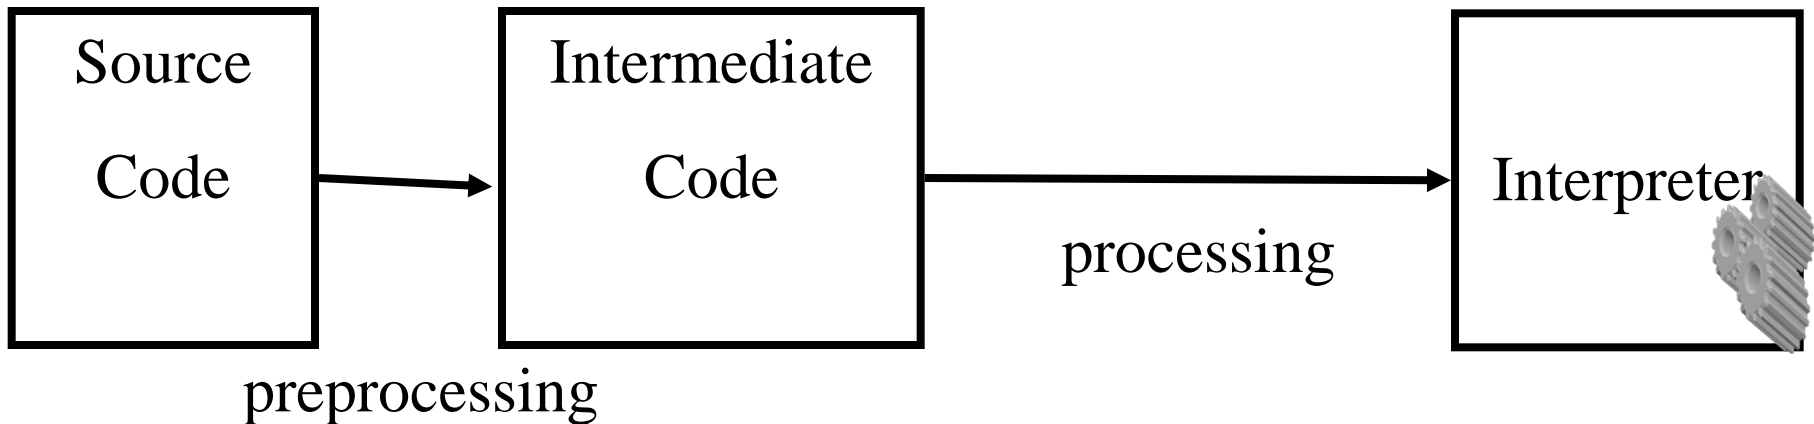 Source
Code
Intermediate
Code
Interpreter
processing
preprocessing